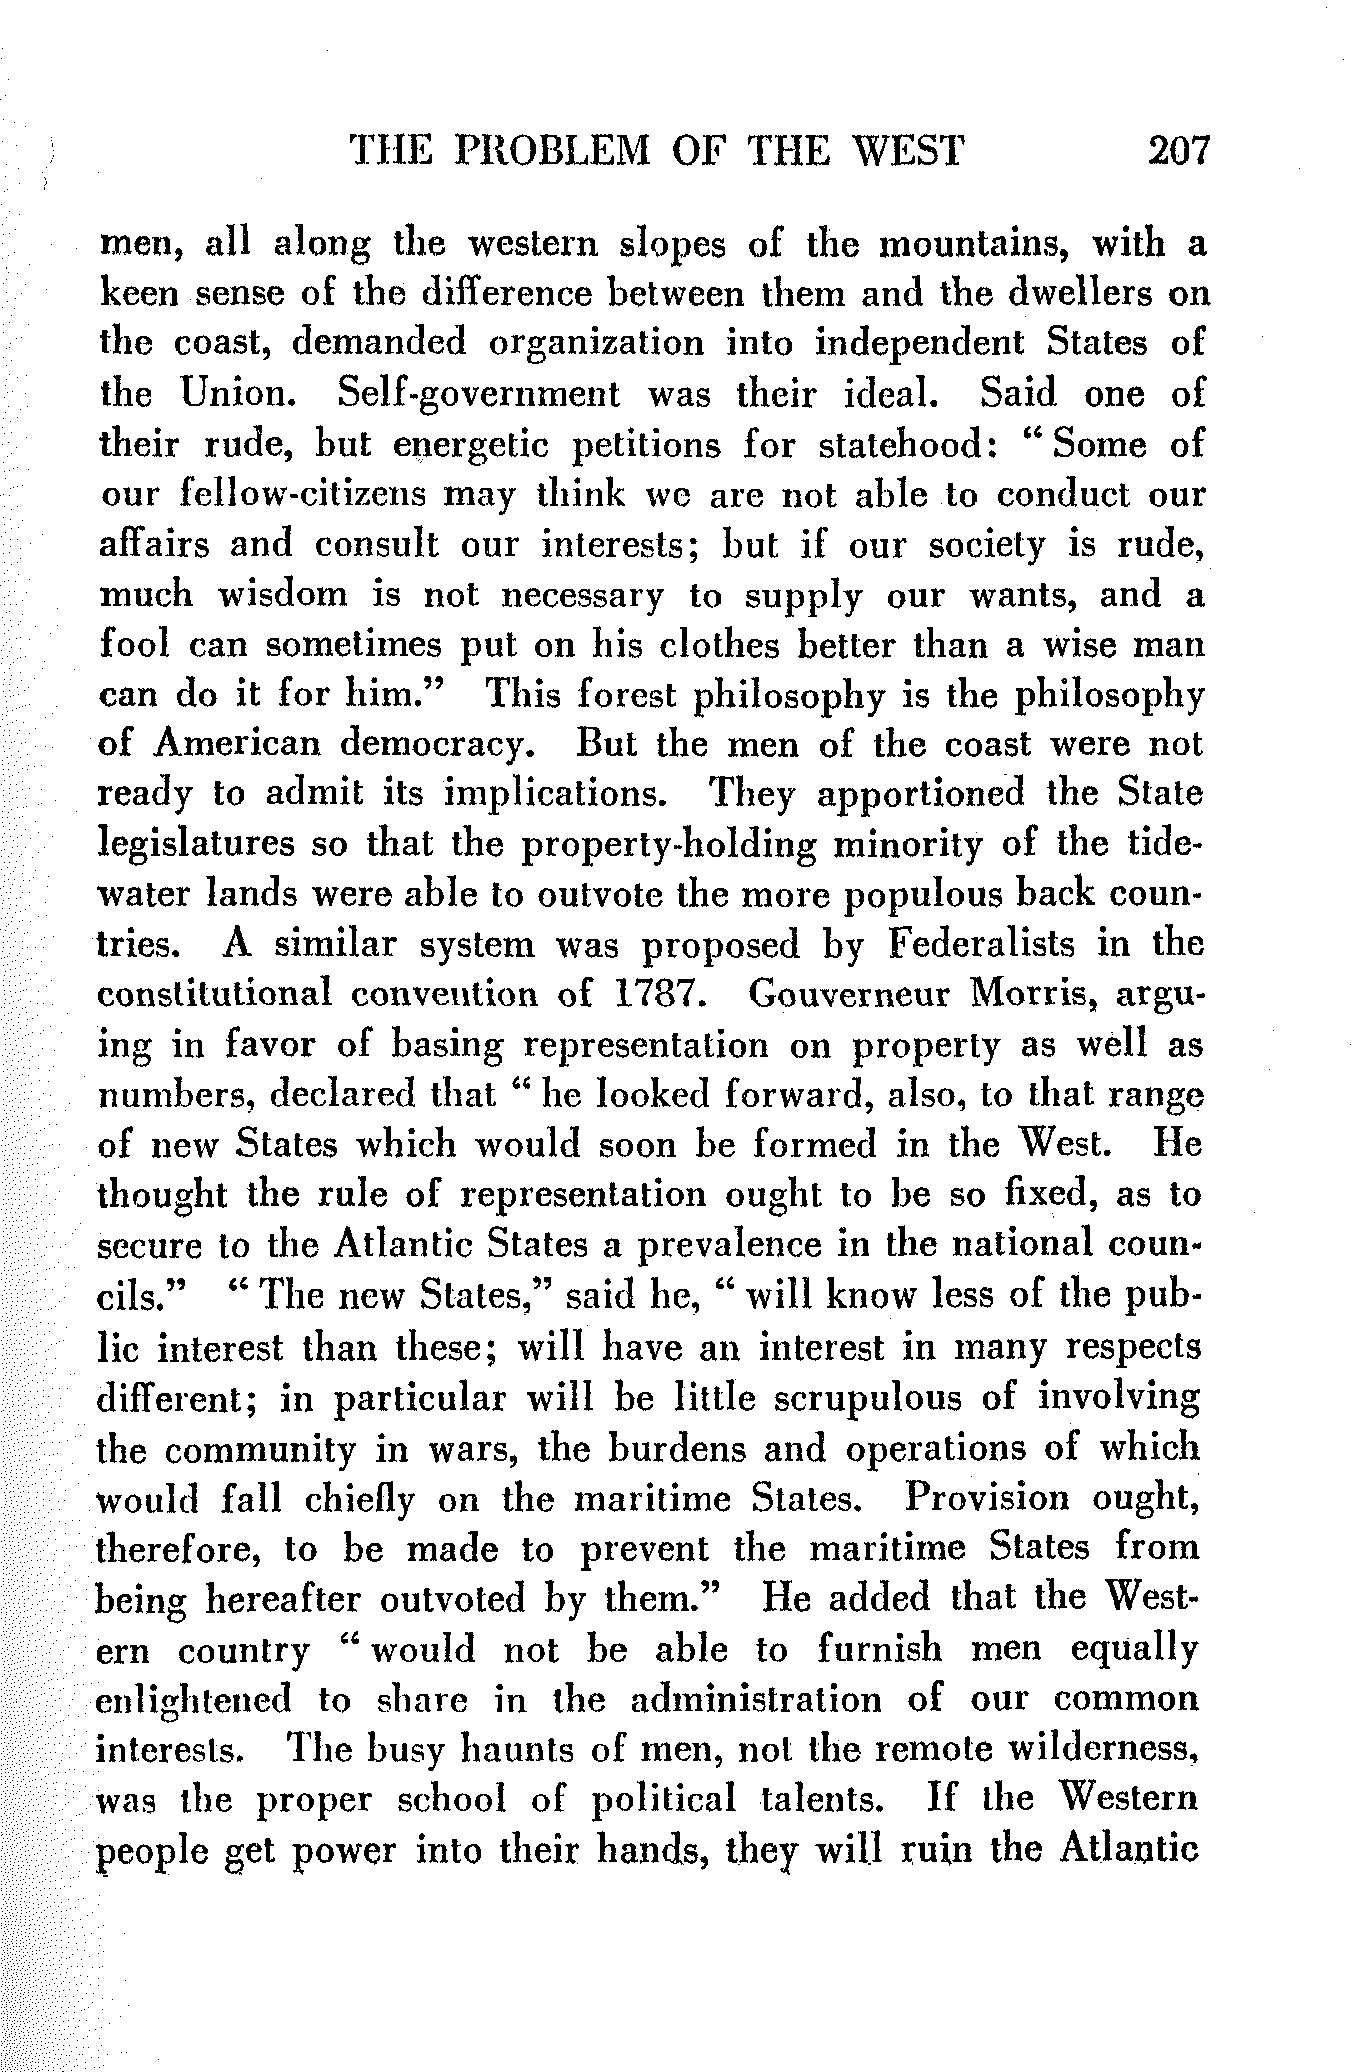 THE PROBLEM OF THE WEST 207
men, all along the western slopes of the mountains, with a
keen sense of the difference between them and the dwellers on
the coast, demanded organization into independent States of
the Union. Self-government was their ideal. Said one of
their rude, but energetic petitions for statehood: “ Some of
our fellow-citizens may think we are not able to conduct our
affairs and consult our interests; but if our society is rude,
much wisdom is not necessary to supply our wants, and a
fool can sometimes put on his clothes better than a wise man
can do it for him.” This forest philosophy is the philosophy
of American democracy. But the men of the coast were not
ready to admit its implications. They apportioned the State
legislatures so that the property-holding minority of the tide-
water lands were able to outvote the more populous back coun-
tries. A similar system was proposed by Federalists in the
constitutional convention of 1787. Gouverneur Morris, argu-
ing in favor of basing representation on property as well as
numbers, declared that “ he looked forward, also, to that range
of new States which would soon be formed in the West. He
thought the rule of representation ought to be so fixed, as to
secure to the Atlantic States a prevalence in the national coun-
cils.” “ The new States,” said he, “ will know less of the pub-
lic interest than these; will have an interest in many respects
different; in particular will be little scrupulous of involving
the community in wars, the burdens and operations of which
would fall chiefly on the maritime States. Provision ought,
therefore, to be made to prevent the maritime States from
being hereafter outvoted by them.” He added that the West-
ern country “ would not be able to furnish men equally
enlightened to share in the administration of our common
interests. The busy haunts of men, not the remote wilderness,
was the proper school of political talents. If the Western
people get power into their hands, they will ruin the Atlantic